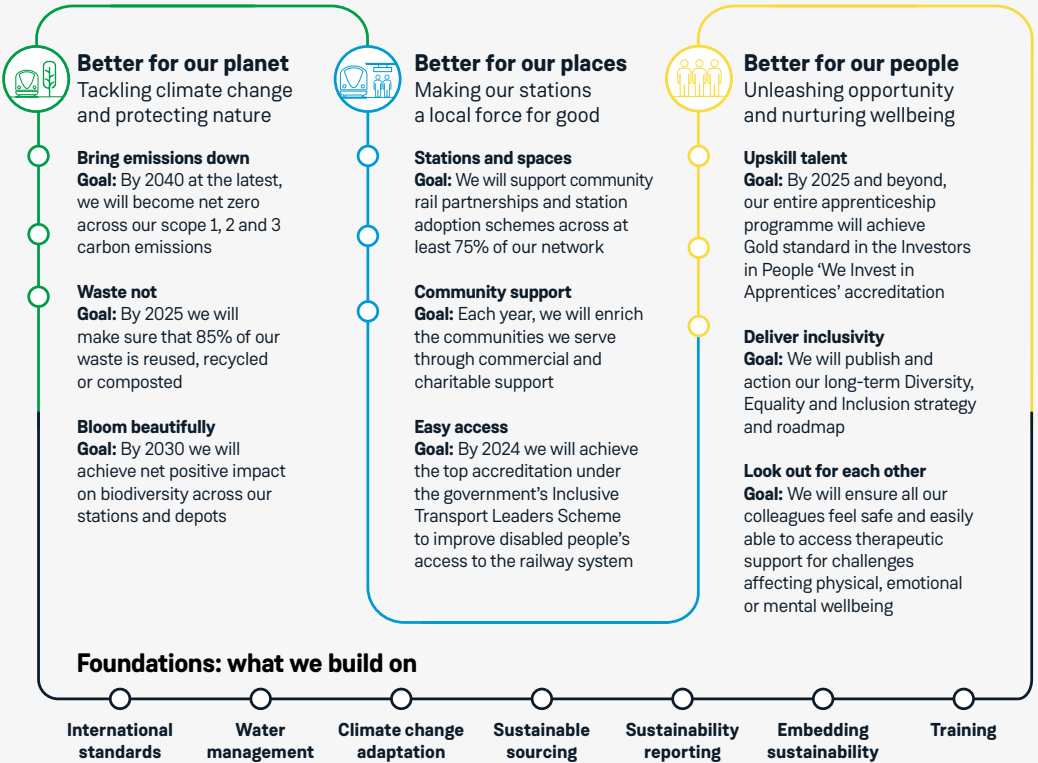 Better for our planet
Tackling climate change
and protecting nature
Bring emissions down
Goal: By 2040 at the latest,
we will become net zero
across our scope 1, 2 and 3
carbon emissions
Waste not
Goal: By 2025 we will
make sure that 85% of our
waste is reused, recycled
or composted
Bloom beautifully
Goal: By 2030 we will
achieve net positive impact
on biodiversity across our
stations and depots
Better for our places
Making our stations
a local force for good
Stations and spaces
Goal: We will support community
rail partnerships and station
adoption schemes across at
least 75% of our network
Community support
Goal: Each year, we will enrich
the communities we serve
through commercial and
charitable support
Easy access
Goal: By 2024 we will achieve
the top accreditation under
the government’s Inclusive
Transport Leaders Scheme
to improve disabled people’s
access to the railway system
Better for our people
Unleashing opportunity
and nurturing wellbeing
Upskill talent
Goal: By 2025 and beyond,
our entire apprenticeship
programme will achieve
Gold standard in the Investors
in People ‘We Invest in
Apprentices’ accreditation
Deliver inclusivity
Goal: We will publish and
action our long-term Diversity,
Equality and Inclusion strategy
and roadmap
Look out for each other
Goal: We will ensure all our
colleagues feel safe and easily
able to access therapeutic
support for challenges
affecting physical, emotional
or mental wellbeing
Foundations: what we build on
International
standards
Water
management
Climate change
adaptation
Sustainable
sourcing
Sustainability
reporting
Embedding
sustainability
Training